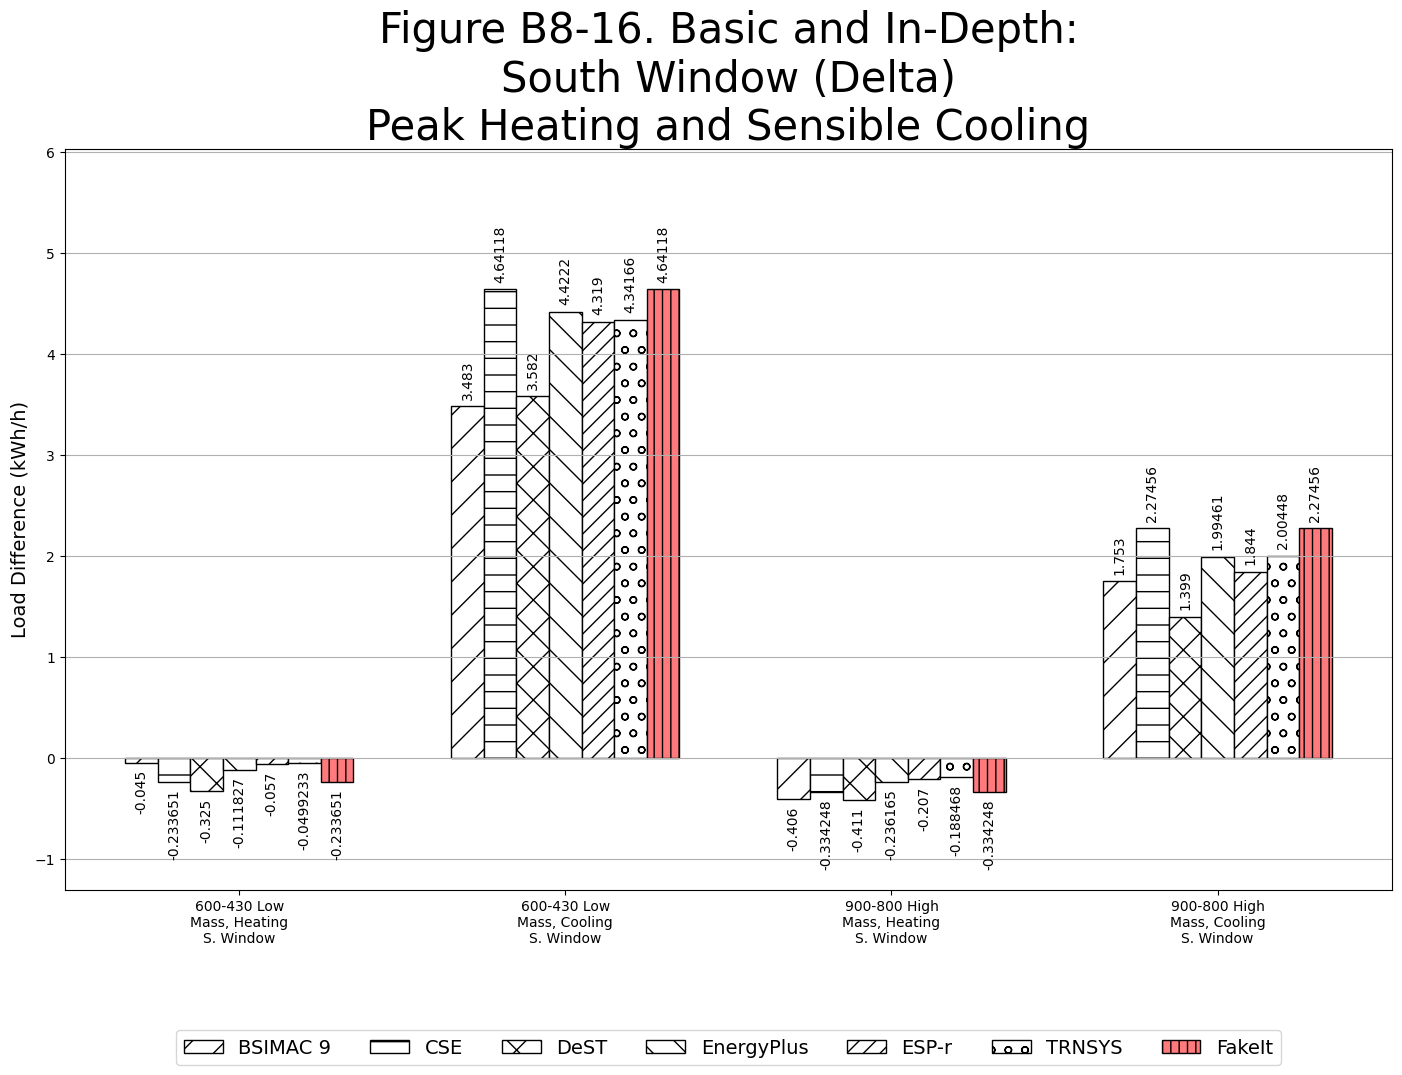 Figure B8-16. Basic and In-Depth:
South Window (Delta)
Peak Heating and Sensible Cooling
Load Difference (kWh/h)
6
5
4
3
2
1
0
−1
-0.045
-0.233651
-0.325
-0.111827
-0.057
-0.0499233
-0.233651
3.483
4.64118
3.582
4.4222
4.319
4.34166
4.64118
-0.406
-0.334248
-0.411
-0.236165
-0.207
-0.188468
-0.334248
1.753
2.27456
1.399
1.99461
1.844
2.00448
2.27456
600-430 Low
Mass, Heating
S. Window
600-430 Low
Mass, Cooling
S. Window
900-800 High
Mass, Heating
S. Window
900-800 High
Mass, Cooling
S. Window
BSIMAC 9
CSE
DeST
EnergyPlus
ESP-r
TRNSYS
FakeIt